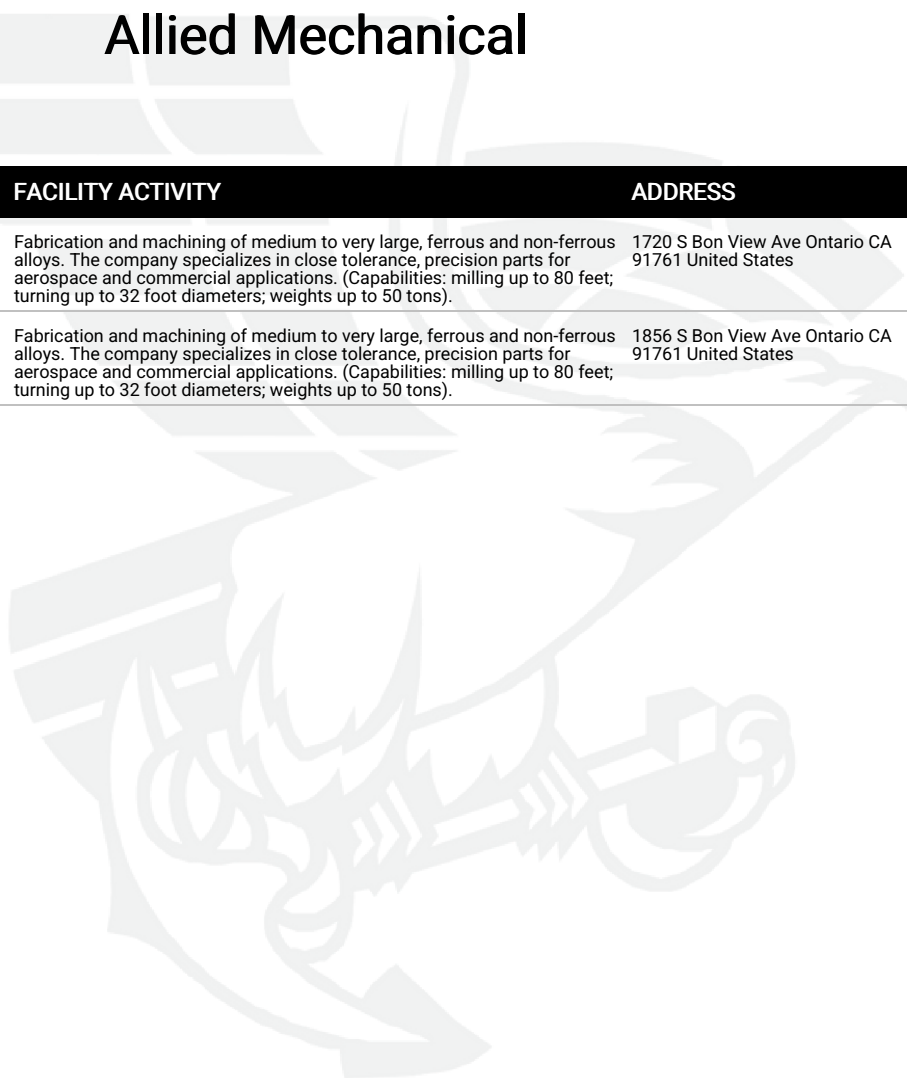 Allied Mechanical
FACILITY ACTIVITY ADDRESS
Fabrication and machining of medium to very large, ferrous and non-ferrous
alloys. The company specializes in close tolerance, precision parts for
aerospace and commercial applications. (Capabilities: milling up to 80 feet;
turning up to 32 foot diameters; weights up to 50 tons).
1720 S Bon View Ave Ontario CA
91761 United States
Fabrication and machining of medium to very large, ferrous and non-ferrous
alloys. The company specializes in close tolerance, precision parts for
aerospace and commercial applications. (Capabilities: milling up to 80 feet;
turning up to 32 foot diameters; weights up to 50 tons).
1856 S Bon View Ave Ontario CA
91761 United States